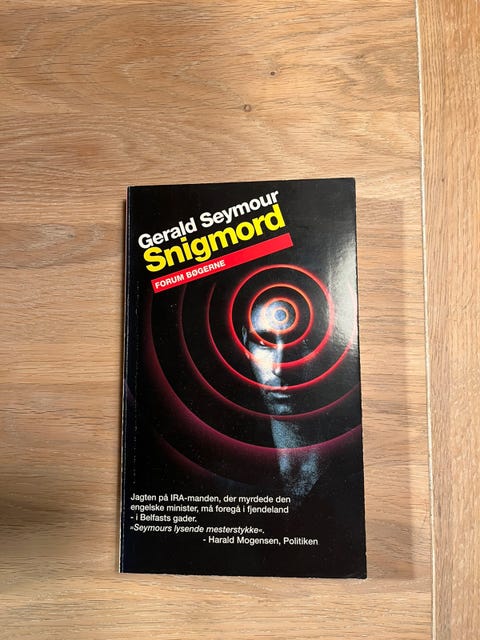 Gerald Seymour
Snigmord
FORUM BØGERNE
Jagten på IRA-manden, der myrdede den
engelske minister, må foregå i fjendeland
- i Belfasts gader.
»Seymours lysende mesterstykke«.
- Harald Mogensen, Politiken